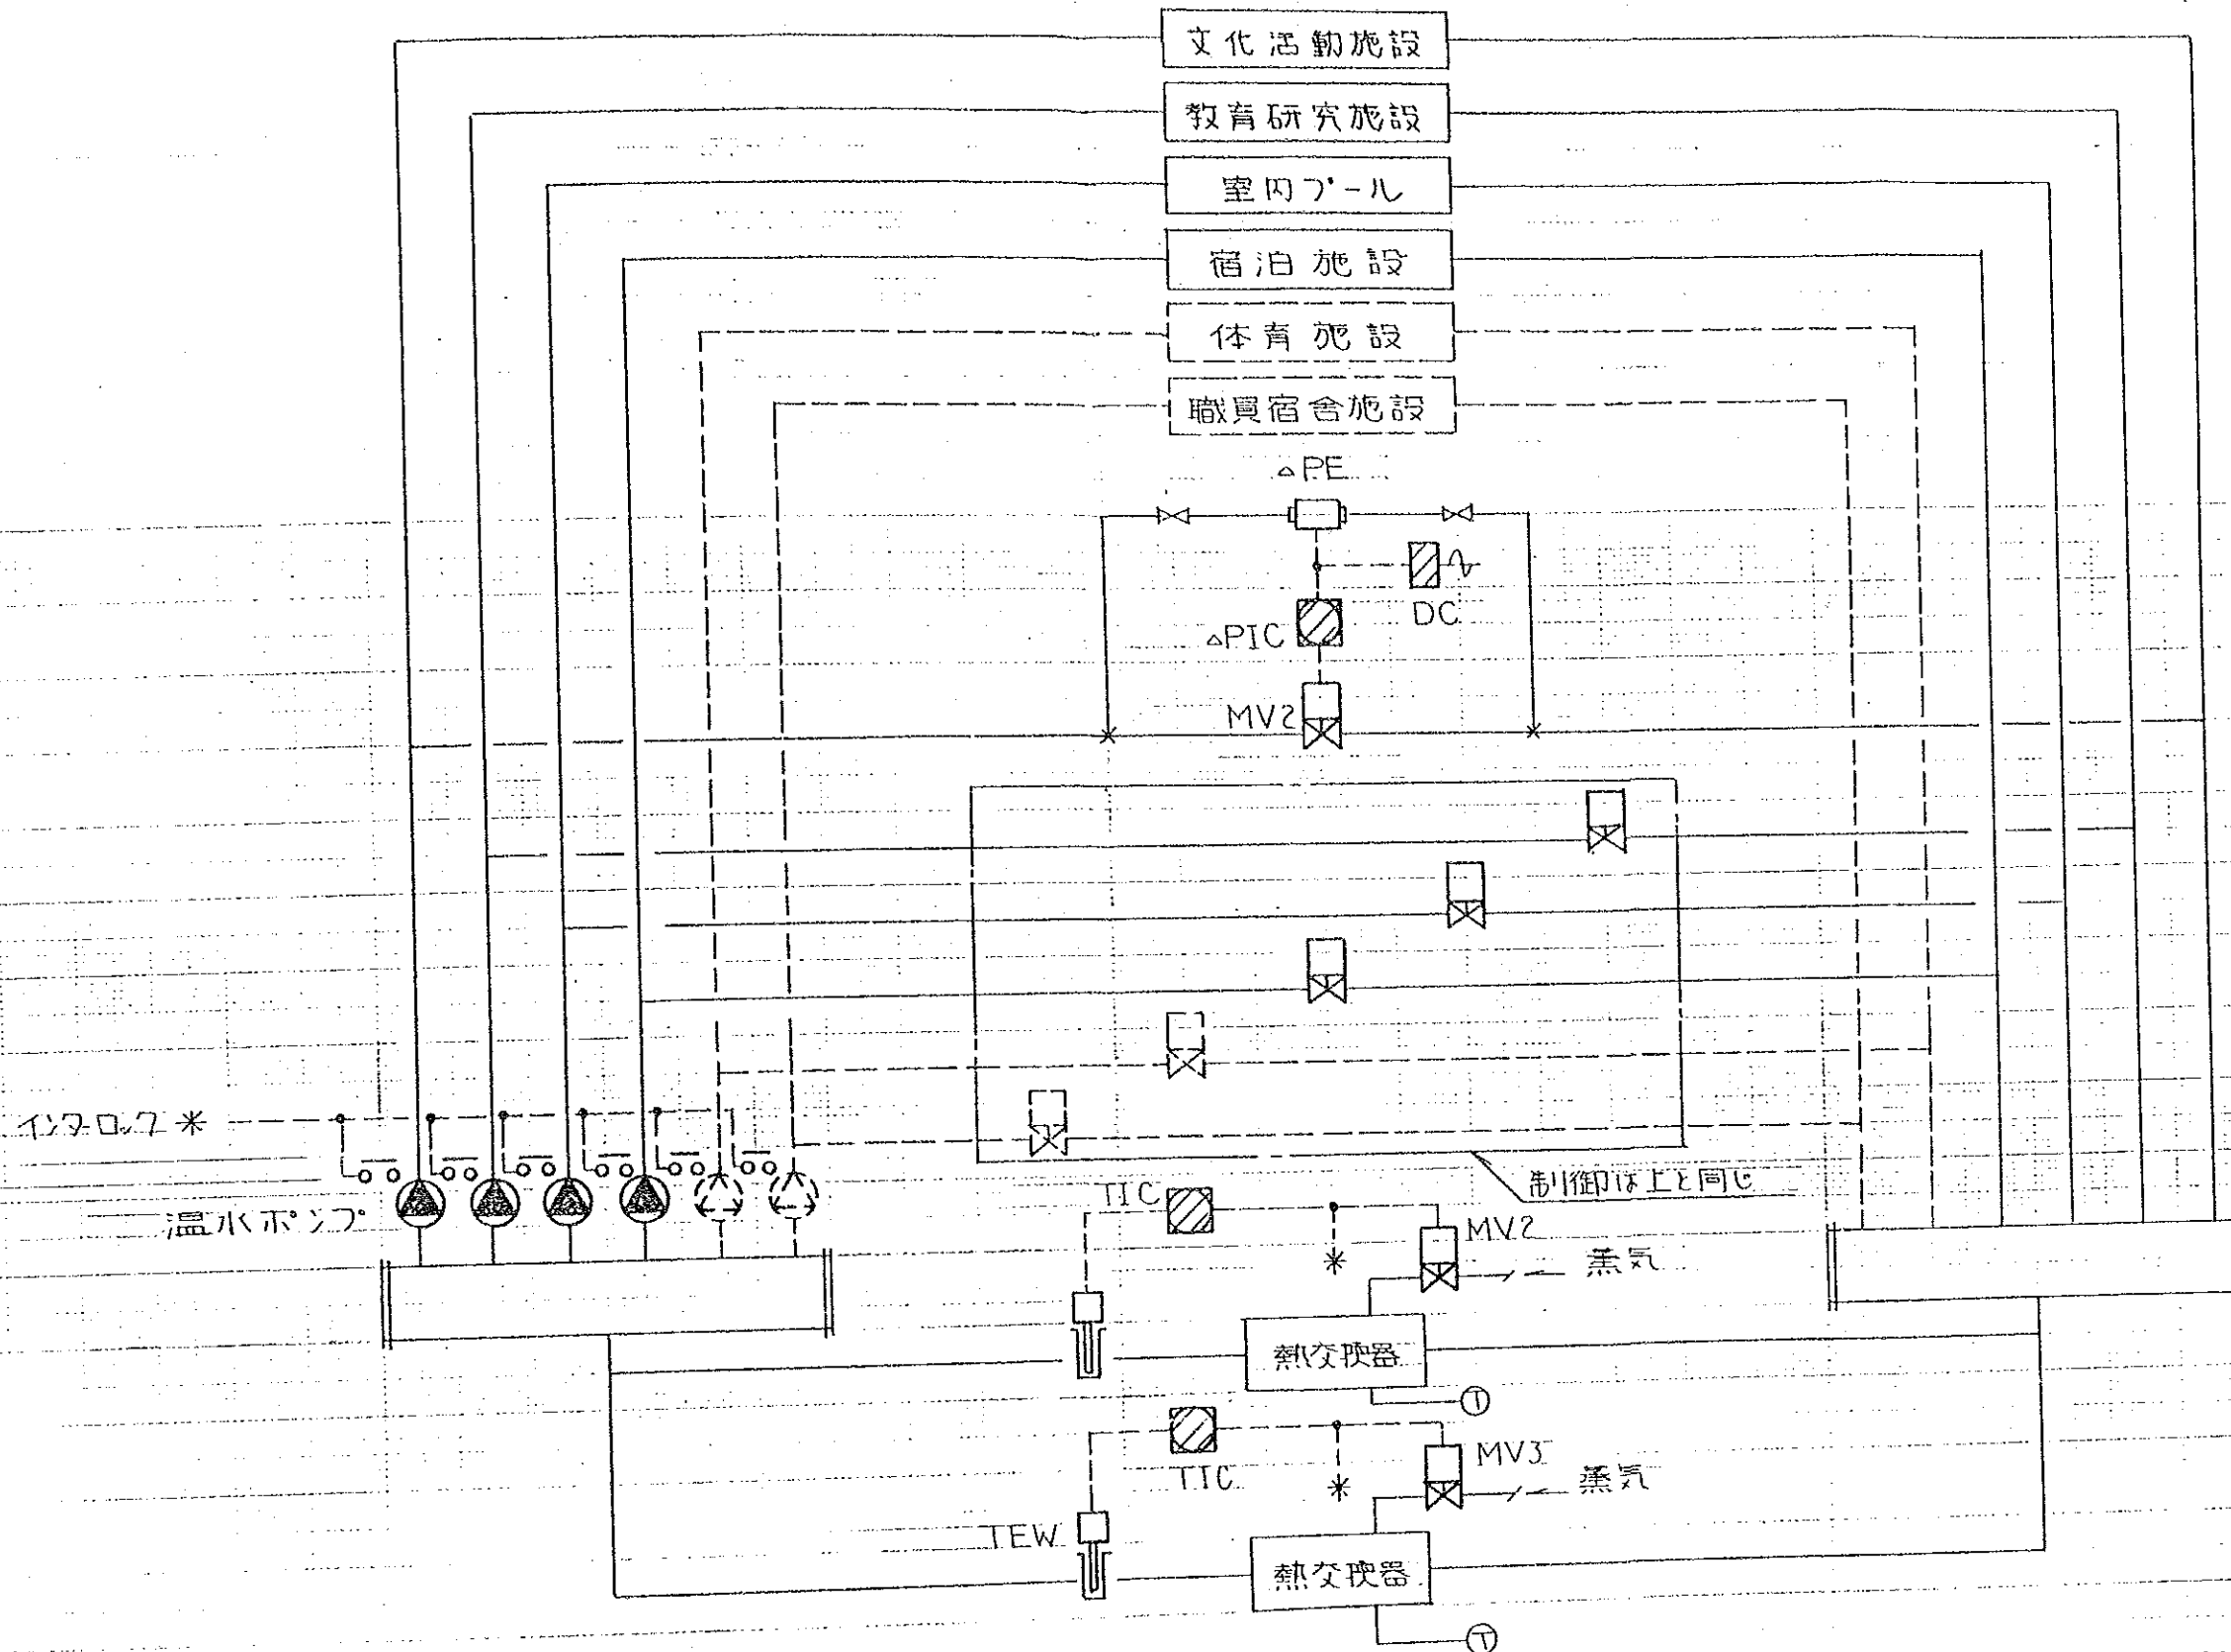 文化活動施設
教育研究施設
室内プール
宿泊施設
体育施設
職員宿舎施設
△PE
DC
△PIC
MV2
インターロック ＊
制御は上と同じ
温水ポンプ
TIC
MV2
＊
蒸気
熱交換器
T
TIC
MV3
＊
蒸気
TEW
熱交換器
T